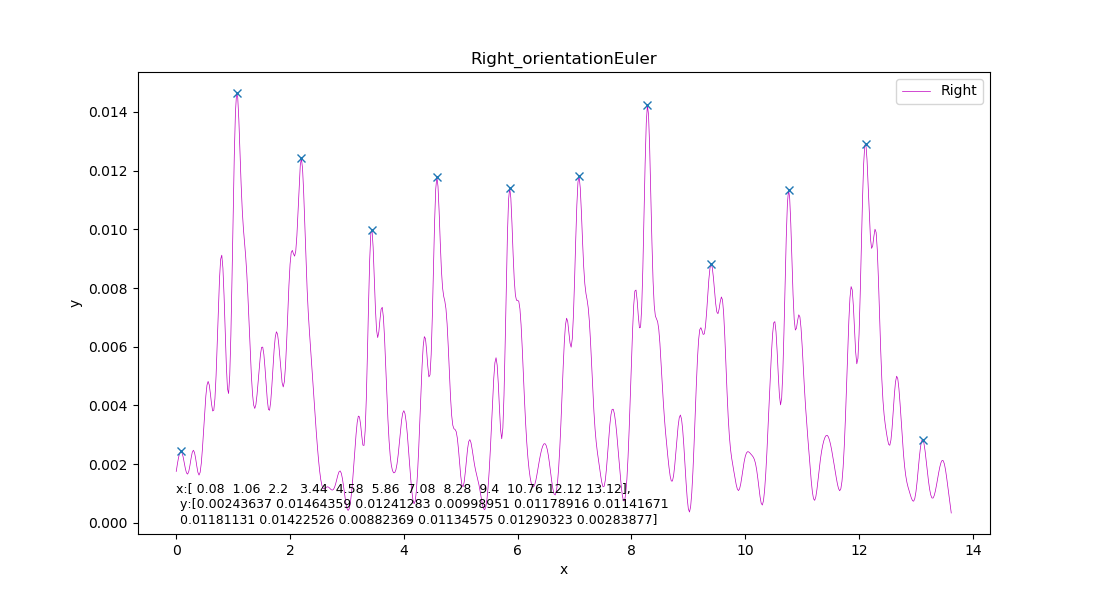 Right_orientationEuler
Right
y
0.014
0.012
0.010
0.008
0.006
0.004
0.002
0.000
x:[ 0.08  1.06  2.2   3.44  4.58  5.86  7.08  8.28  9.4  10.76 12.12 13.12],
y:[0.00243637 0.01464359 0.01241283 0.00998951 0.01178916 0.01141671
0.01181131 0.01422526 0.00882369 0.01134575 0.01290323 0.00283877]
0 2 4 6 8 10 12 14
x